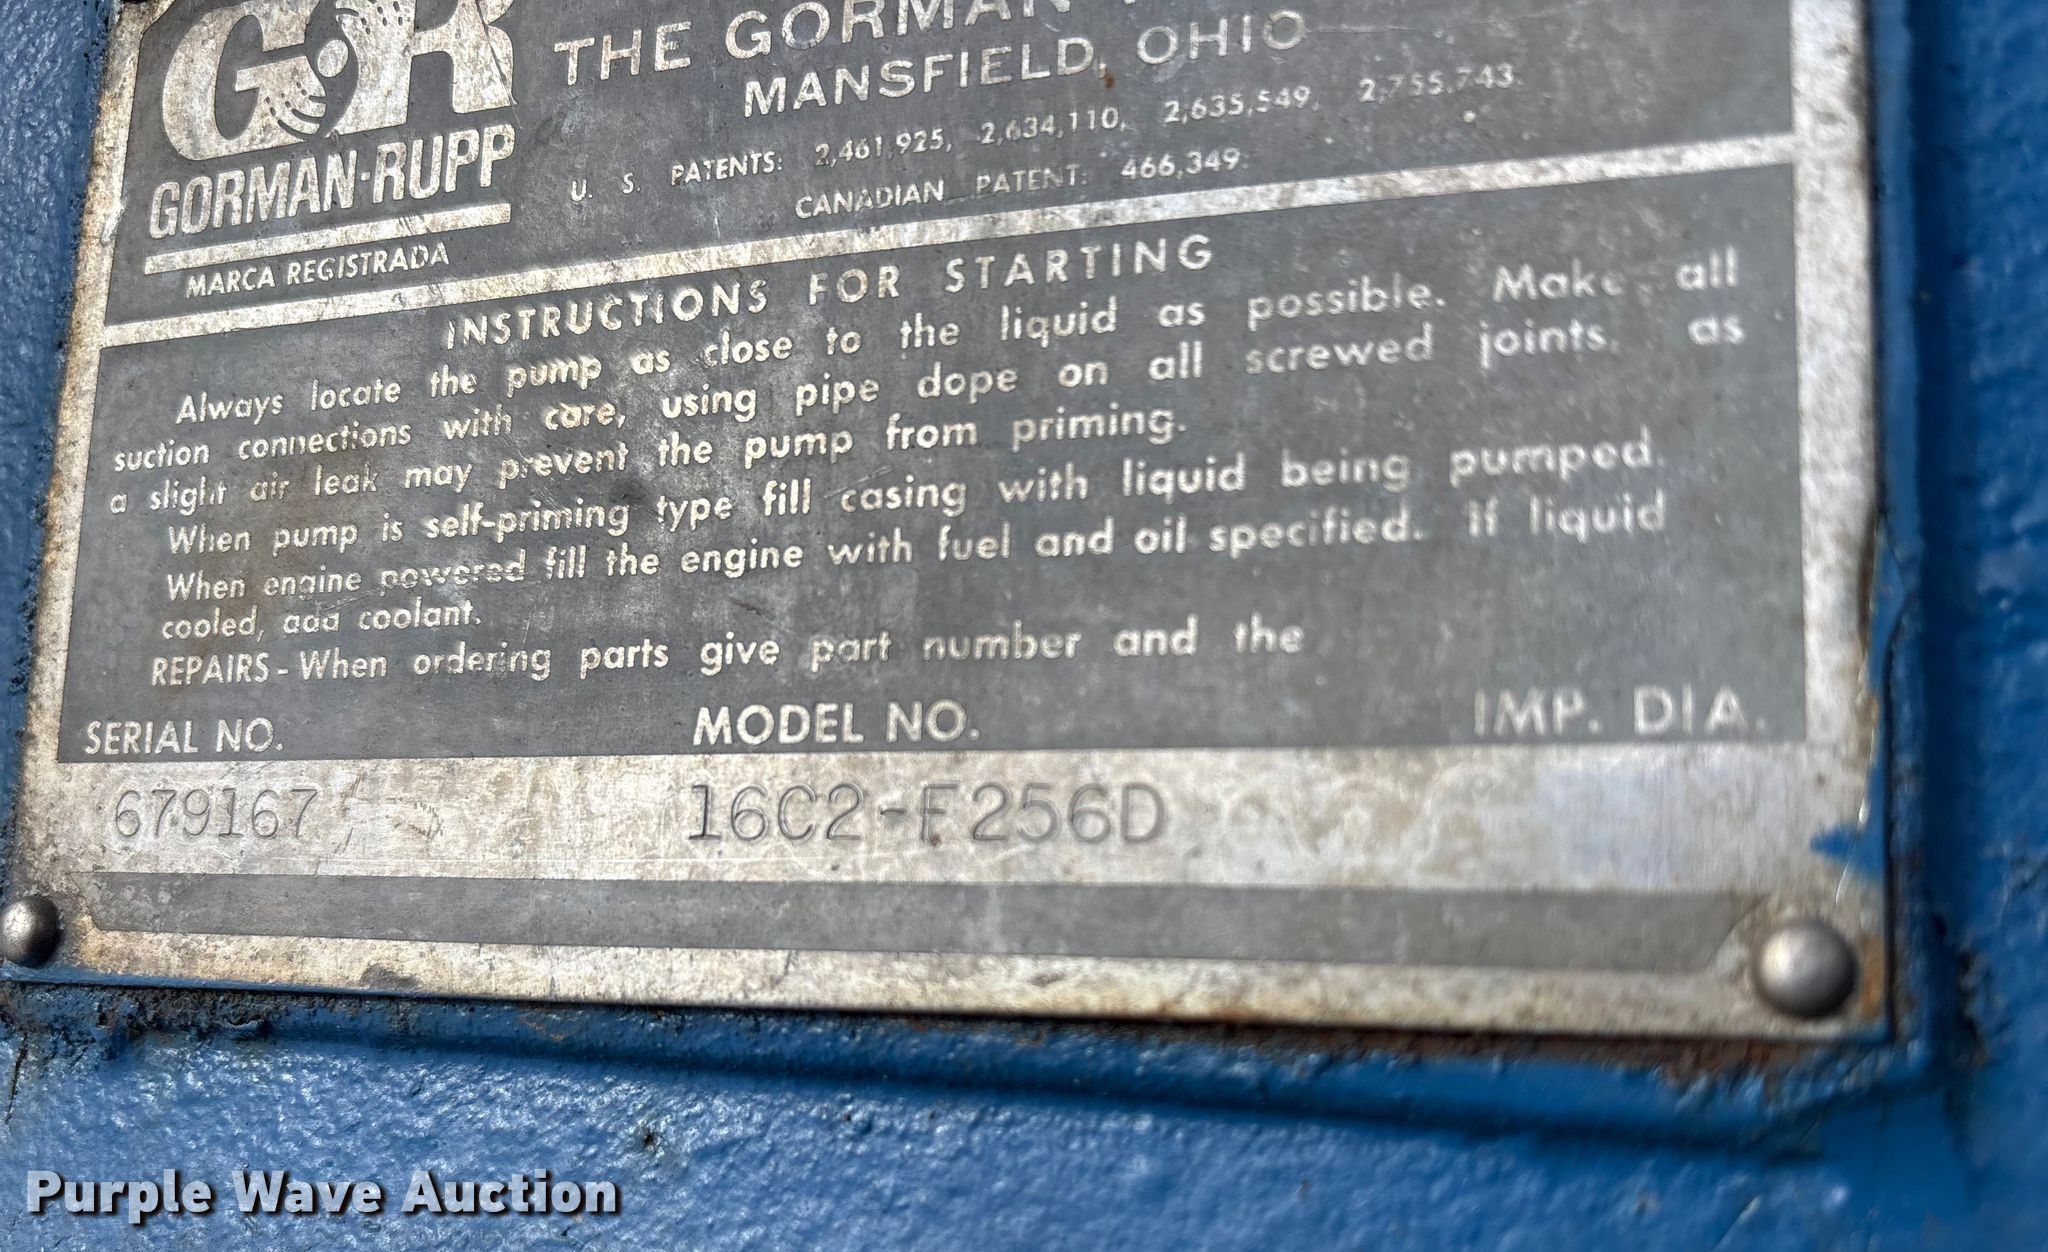 GR
GORMAN-RUPP
MARCA REGISTRADA
THE GORMAN
MANSFIELD, OHIO
U. S. PATENTS: 2,461,925, 2,634,110, 2,635,549, 2,755,743.
CANADIAN PATENT: 466,349.
INSTRUCTIONS FOR STARTING
Always locate the pump as close to the liquid as possible. Make all
suction connections with care, using pipe dope on all screwed joints, as
a slight air leak may prevent the pump from priming.
When pump is self-priming type fill casing with liquid being pumped.
When engine powered fill the engine with fuel and oil specified. If liquid
cooled, add coolant.
REPAIRS - When ordering parts give part number and the
SERIAL NO. MODEL NO. IMP. DIA.
679167 16C2-F256D
Purple Wave Auction